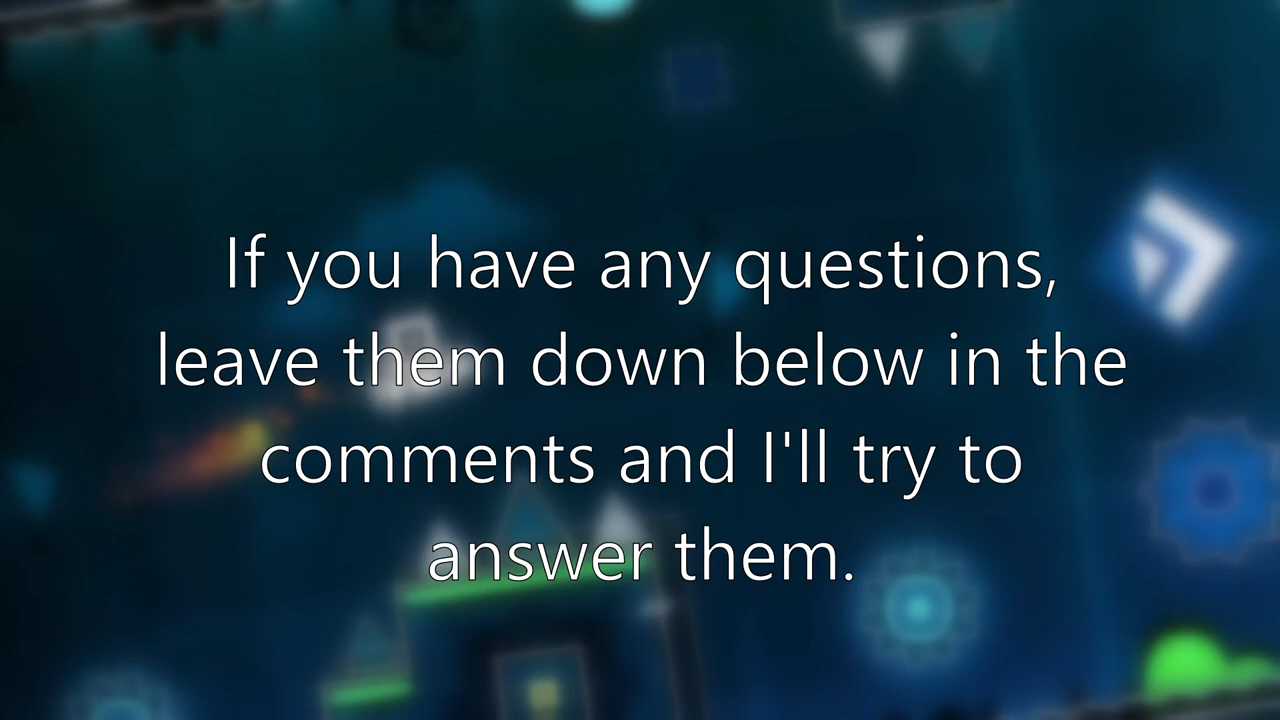 If you have any questions,
leave them down below in the
comments and I'll try to
answer them.